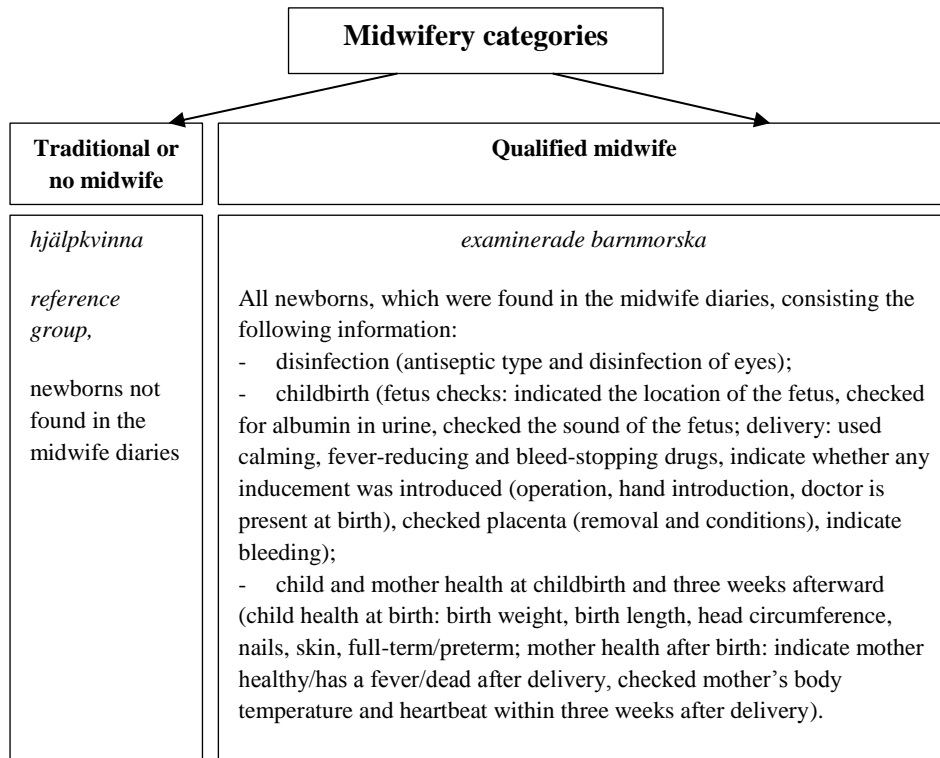 Midwifery categories
Traditional or
no midwife
Qualified midwife
hjälpkvinna
reference
group,
newborns not
found in the
midwife diaries
examinerade barnmorska
All newborns, which were found in the midwife diaries, consisting the
following information:
- disinfection (antiseptic type and disinfection of eyes);
- childbirth (fetus checks: indicated the location of the fetus, checked
for albumin in urine, checked the sound of the fetus; delivery: used
calming, fever-reducing and bleed-stopping drugs, indicate whether any
inducement was introduced (operation, hand introduction, doctor is
present at birth), checked placenta (removal and conditions), indicate
bleeding);
- child and mother health at childbirth and three weeks afterward
(child health at birth: birth weight, birth length, head circumference,
nails, skin, full-term/preterm; mother health after birth: indicate mother
healthy/has a fever/dead after delivery, checked mother's body
temperature and heartbeat within three weeks after delivery).